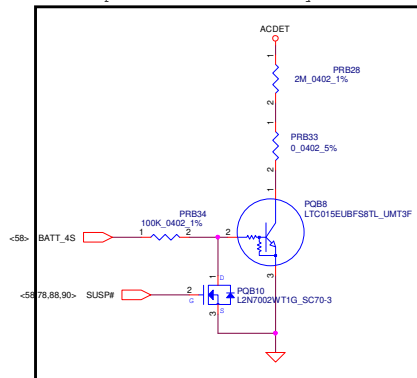 ACDET
1
PRB28
2M_0402_1%
2
1
PRB33
0_0402_5%
2
1
PQB8
LTC015EUBFS8TL_UMT3F
PRB34
100K_0402_1%
<58> BATT_4S 1 2 2
3
1 D
<58,78,88,90> SUSP# 2 G
PQB10
L2N7002WT1G_SC70-3
3 S